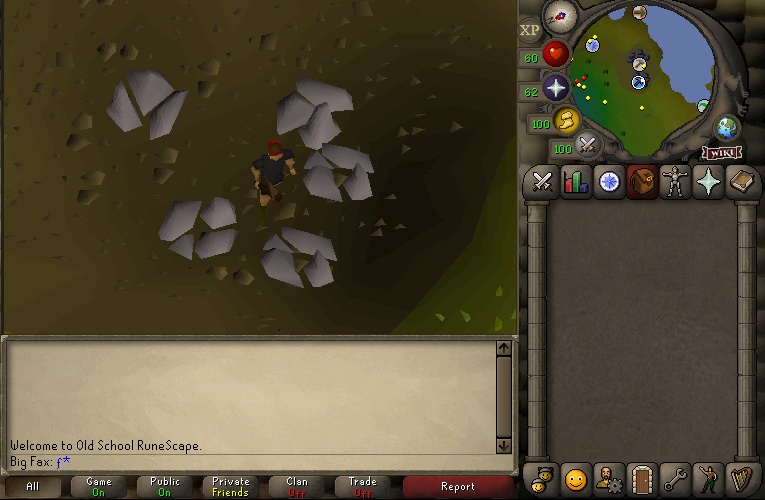 XP
60
62
100
100
WIKI
Welcome to Old School RuneScape.
Big Fax: f*
All
Game
On
Public
On
Private
Friends
Clan
Off
Trade
Off
Report